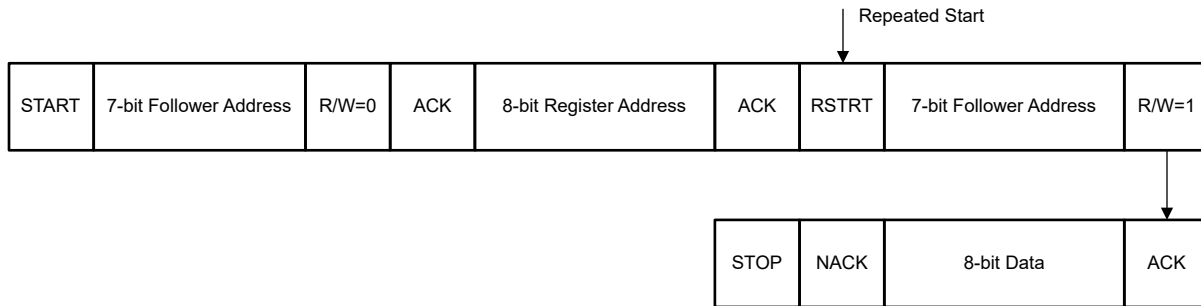 Repeated Start
START 7-bit Follower Address R/W=0 ACK 8-bit Register Address ACK RSTRT 7-bit Follower Address R/W=1
STOP NACK 8-bit Data ACK